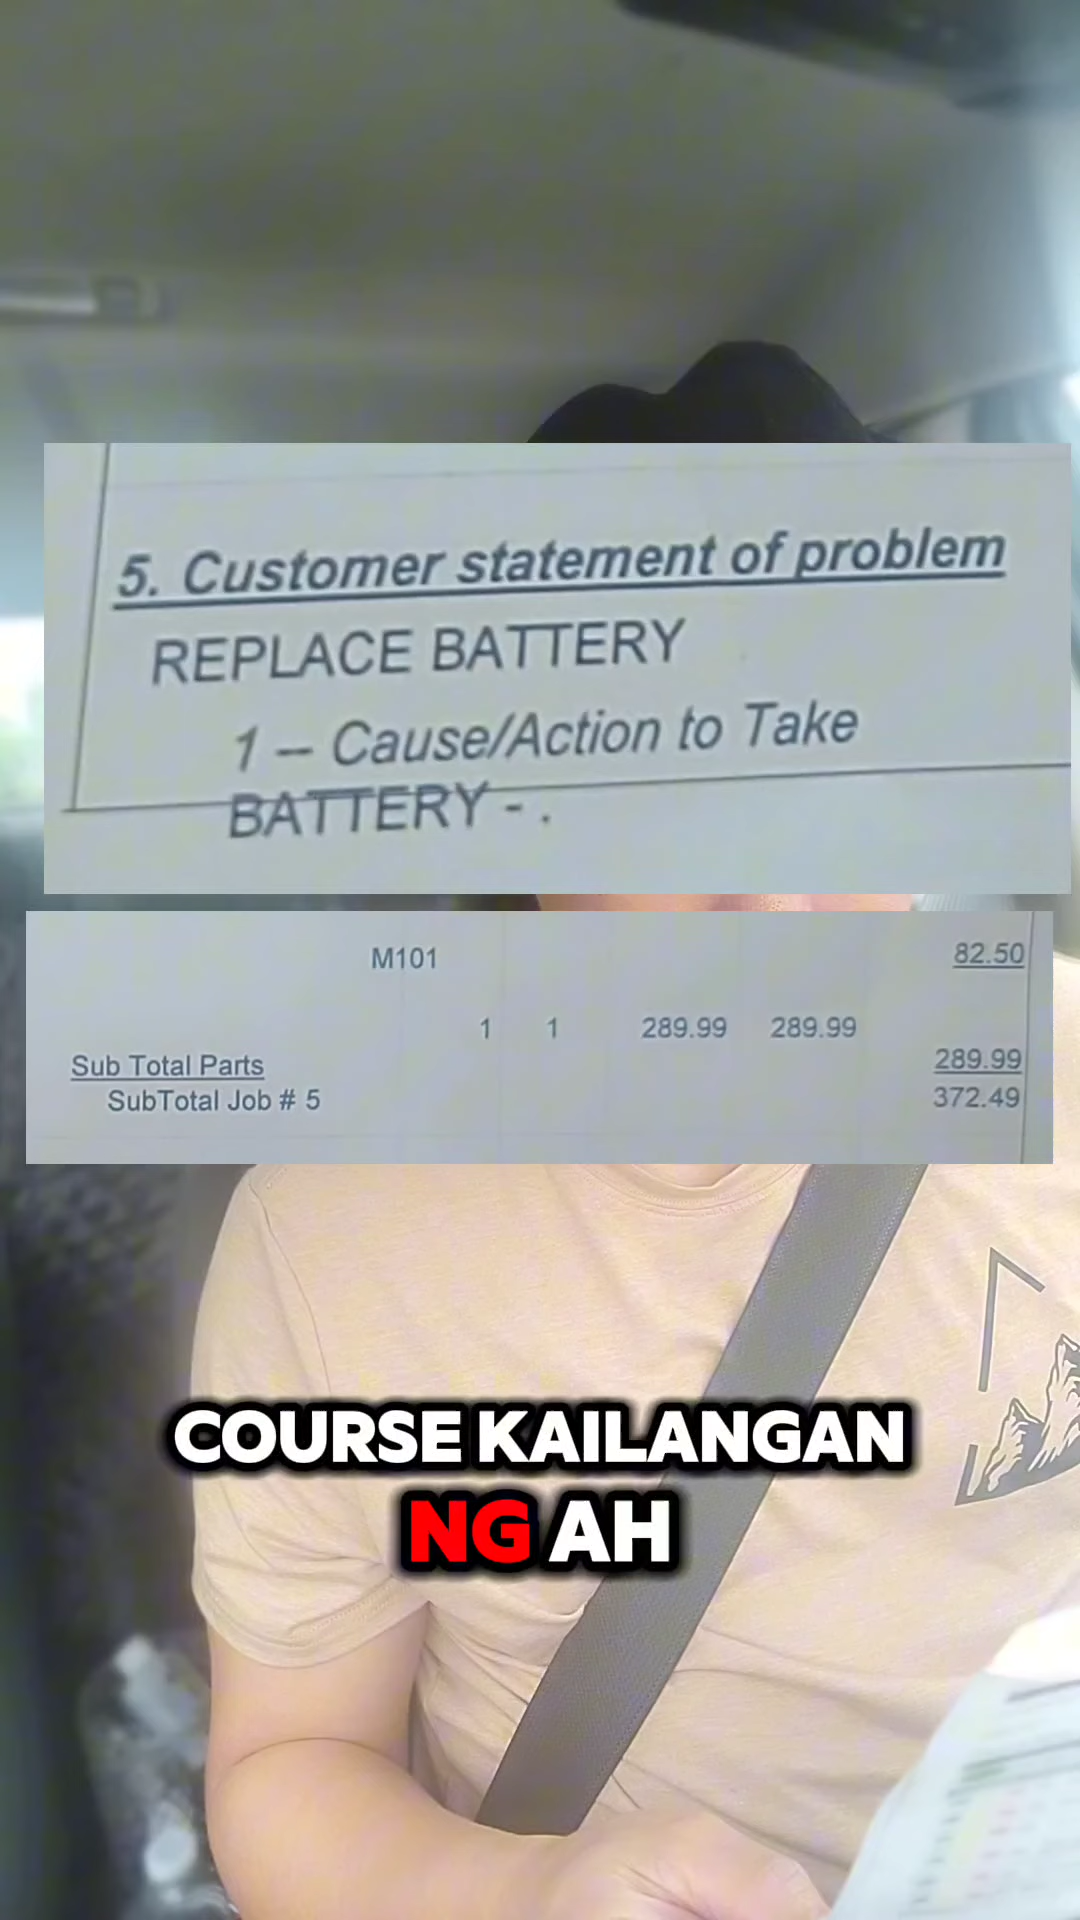 5. Customer statement of problem
REPLACE BATTERY
1 – Cause/Action to Take
BATTERY - .
M101 82.50
1 1 289.99 289.99
Sub Total Parts 289.99
SubTotal Job # 5 372.49
COURSE KAILANGAN
NG AH